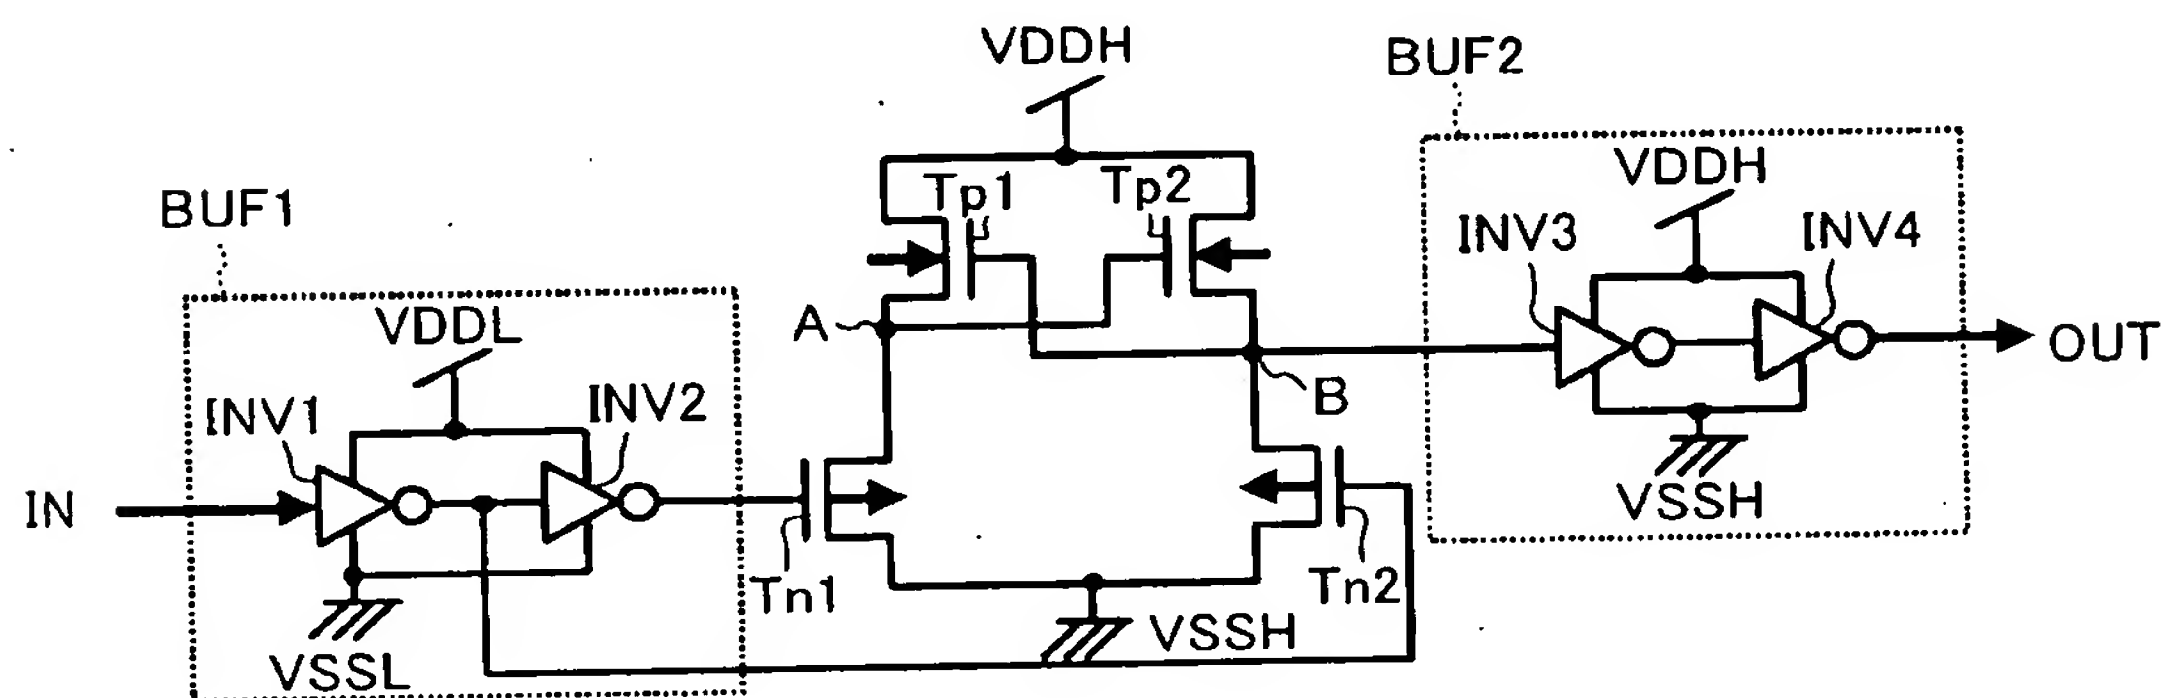 VDDH
BUF2
BUF1
Tp1
Tp2
VDDH
INV3
INV4
VDDL
A
OUT
B
INV1
INV2
IN
VSSH
Tn1
Tn2
VSSH
VSSL